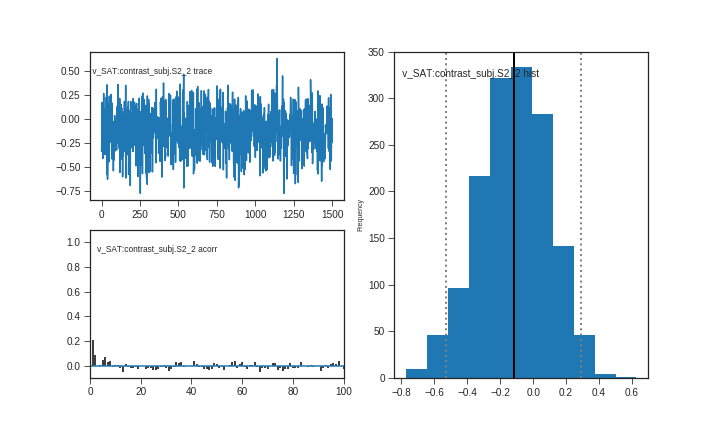 v_SAT:contrast_subj.S2_2 trace
0.50
0.25
0.00
−0.25
−0.50
−0.75
0 250 500 750 1000 1250 1500
v_SAT:contrast_subj.S2_2 acorr
1.0
0.8
0.6
0.4
0.2
0.0
0 20 40 60 80 100
v_SAT:contrast_subj.S2_2 hist
Frequency
350
300
250
200
150
100
50
0
−0.8 −0.6 −0.4 −0.2 0.0 0.2 0.4 0.6